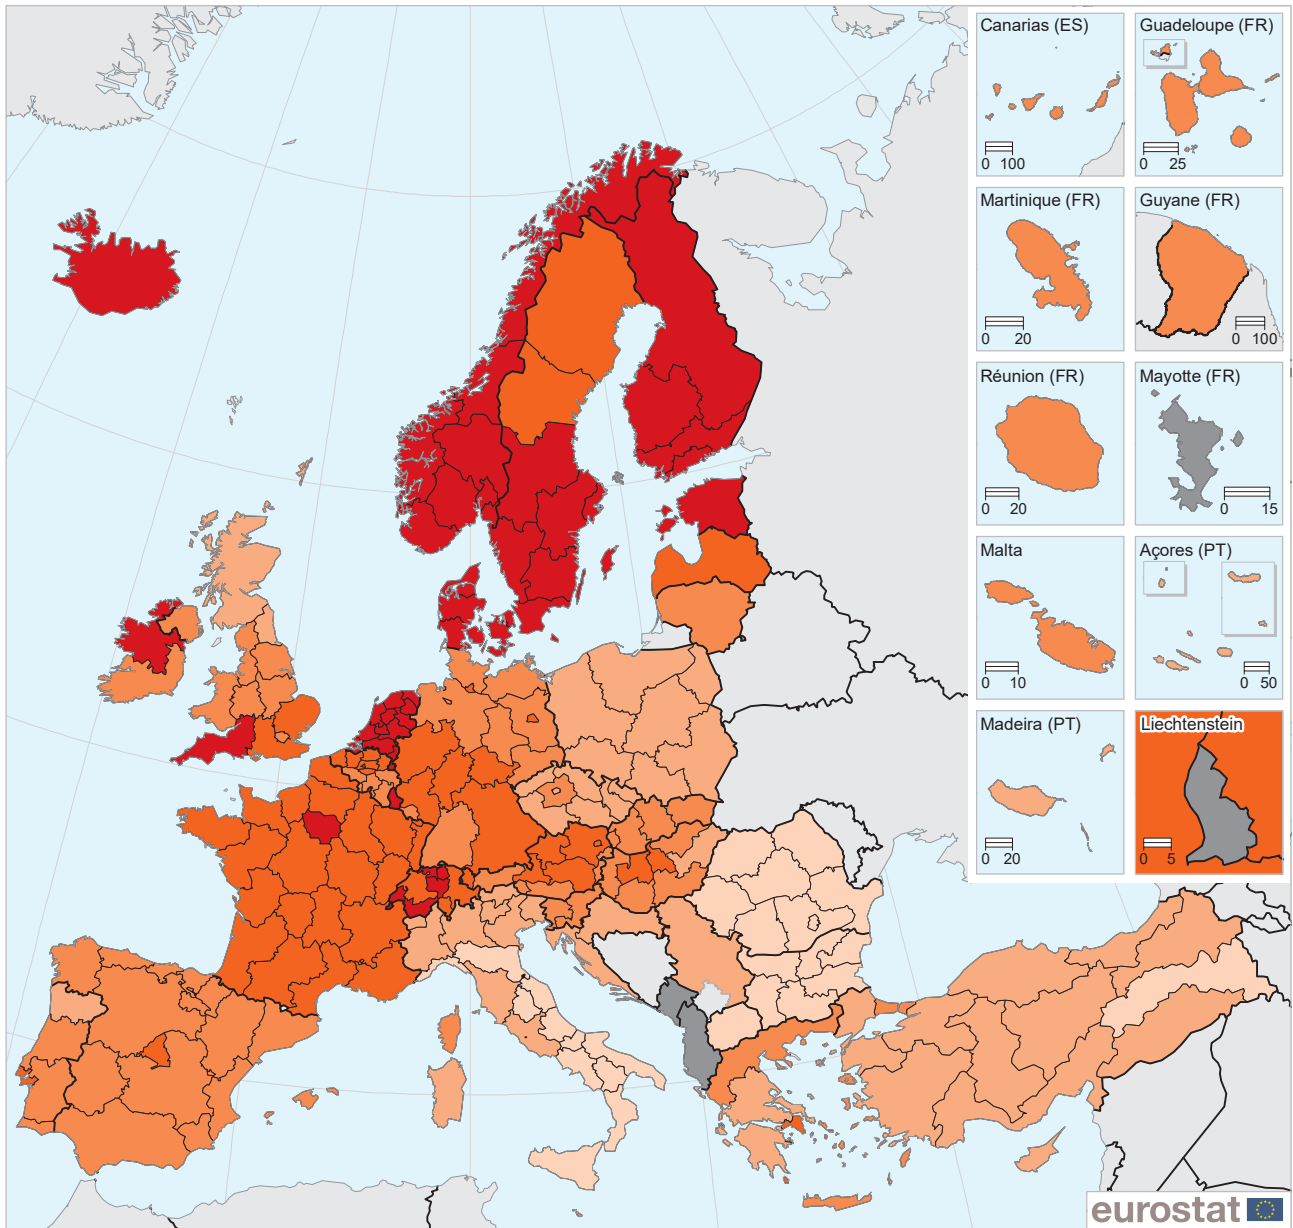 Canarias (ES)
0 100
Guadeloupe (FR)
0 25
Martinique (FR)
0 20
Guyane (FR)
0 100
Réunion (FR)
0 20
Mayotte (FR)
0 15
Malta
0 10
Açores (PT)
0 50
Madeira (PT)
0 20
Liechtenstein
0 5
eurostat